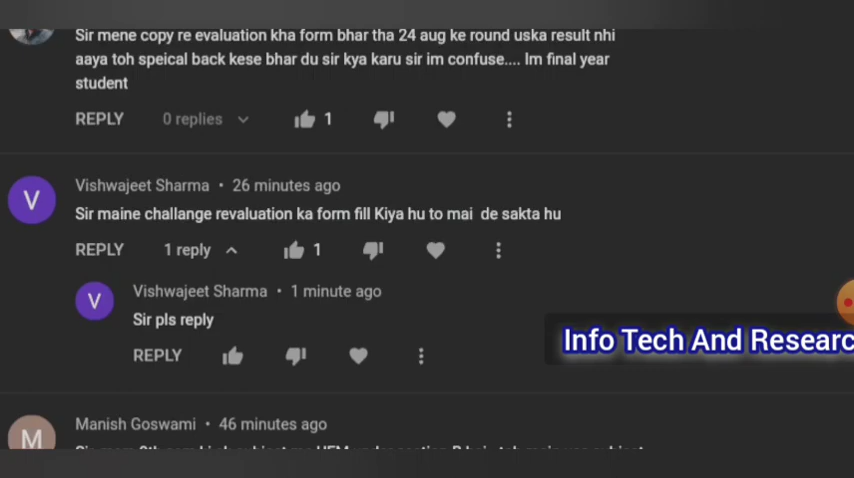 Sir mene copy re evaluation kha form bhar tha 24 aug ke round uska result nhi
aaya toh speical back kese bhar du sir kya karu sir im confuse.... Im final year
student
REPLY 0 replies 1
V
Vishwajeet Sharma • 26 minutes ago
Sir maine challange revaluation ka form fill Kiya hu to mai de sakta hu
REPLY 1 reply 1
V
Vishwajeet Sharma • 1 minute ago
Sir pls reply
REPLY
Info Tech And Researc
M
Manish Goswami • 46 minutes ago